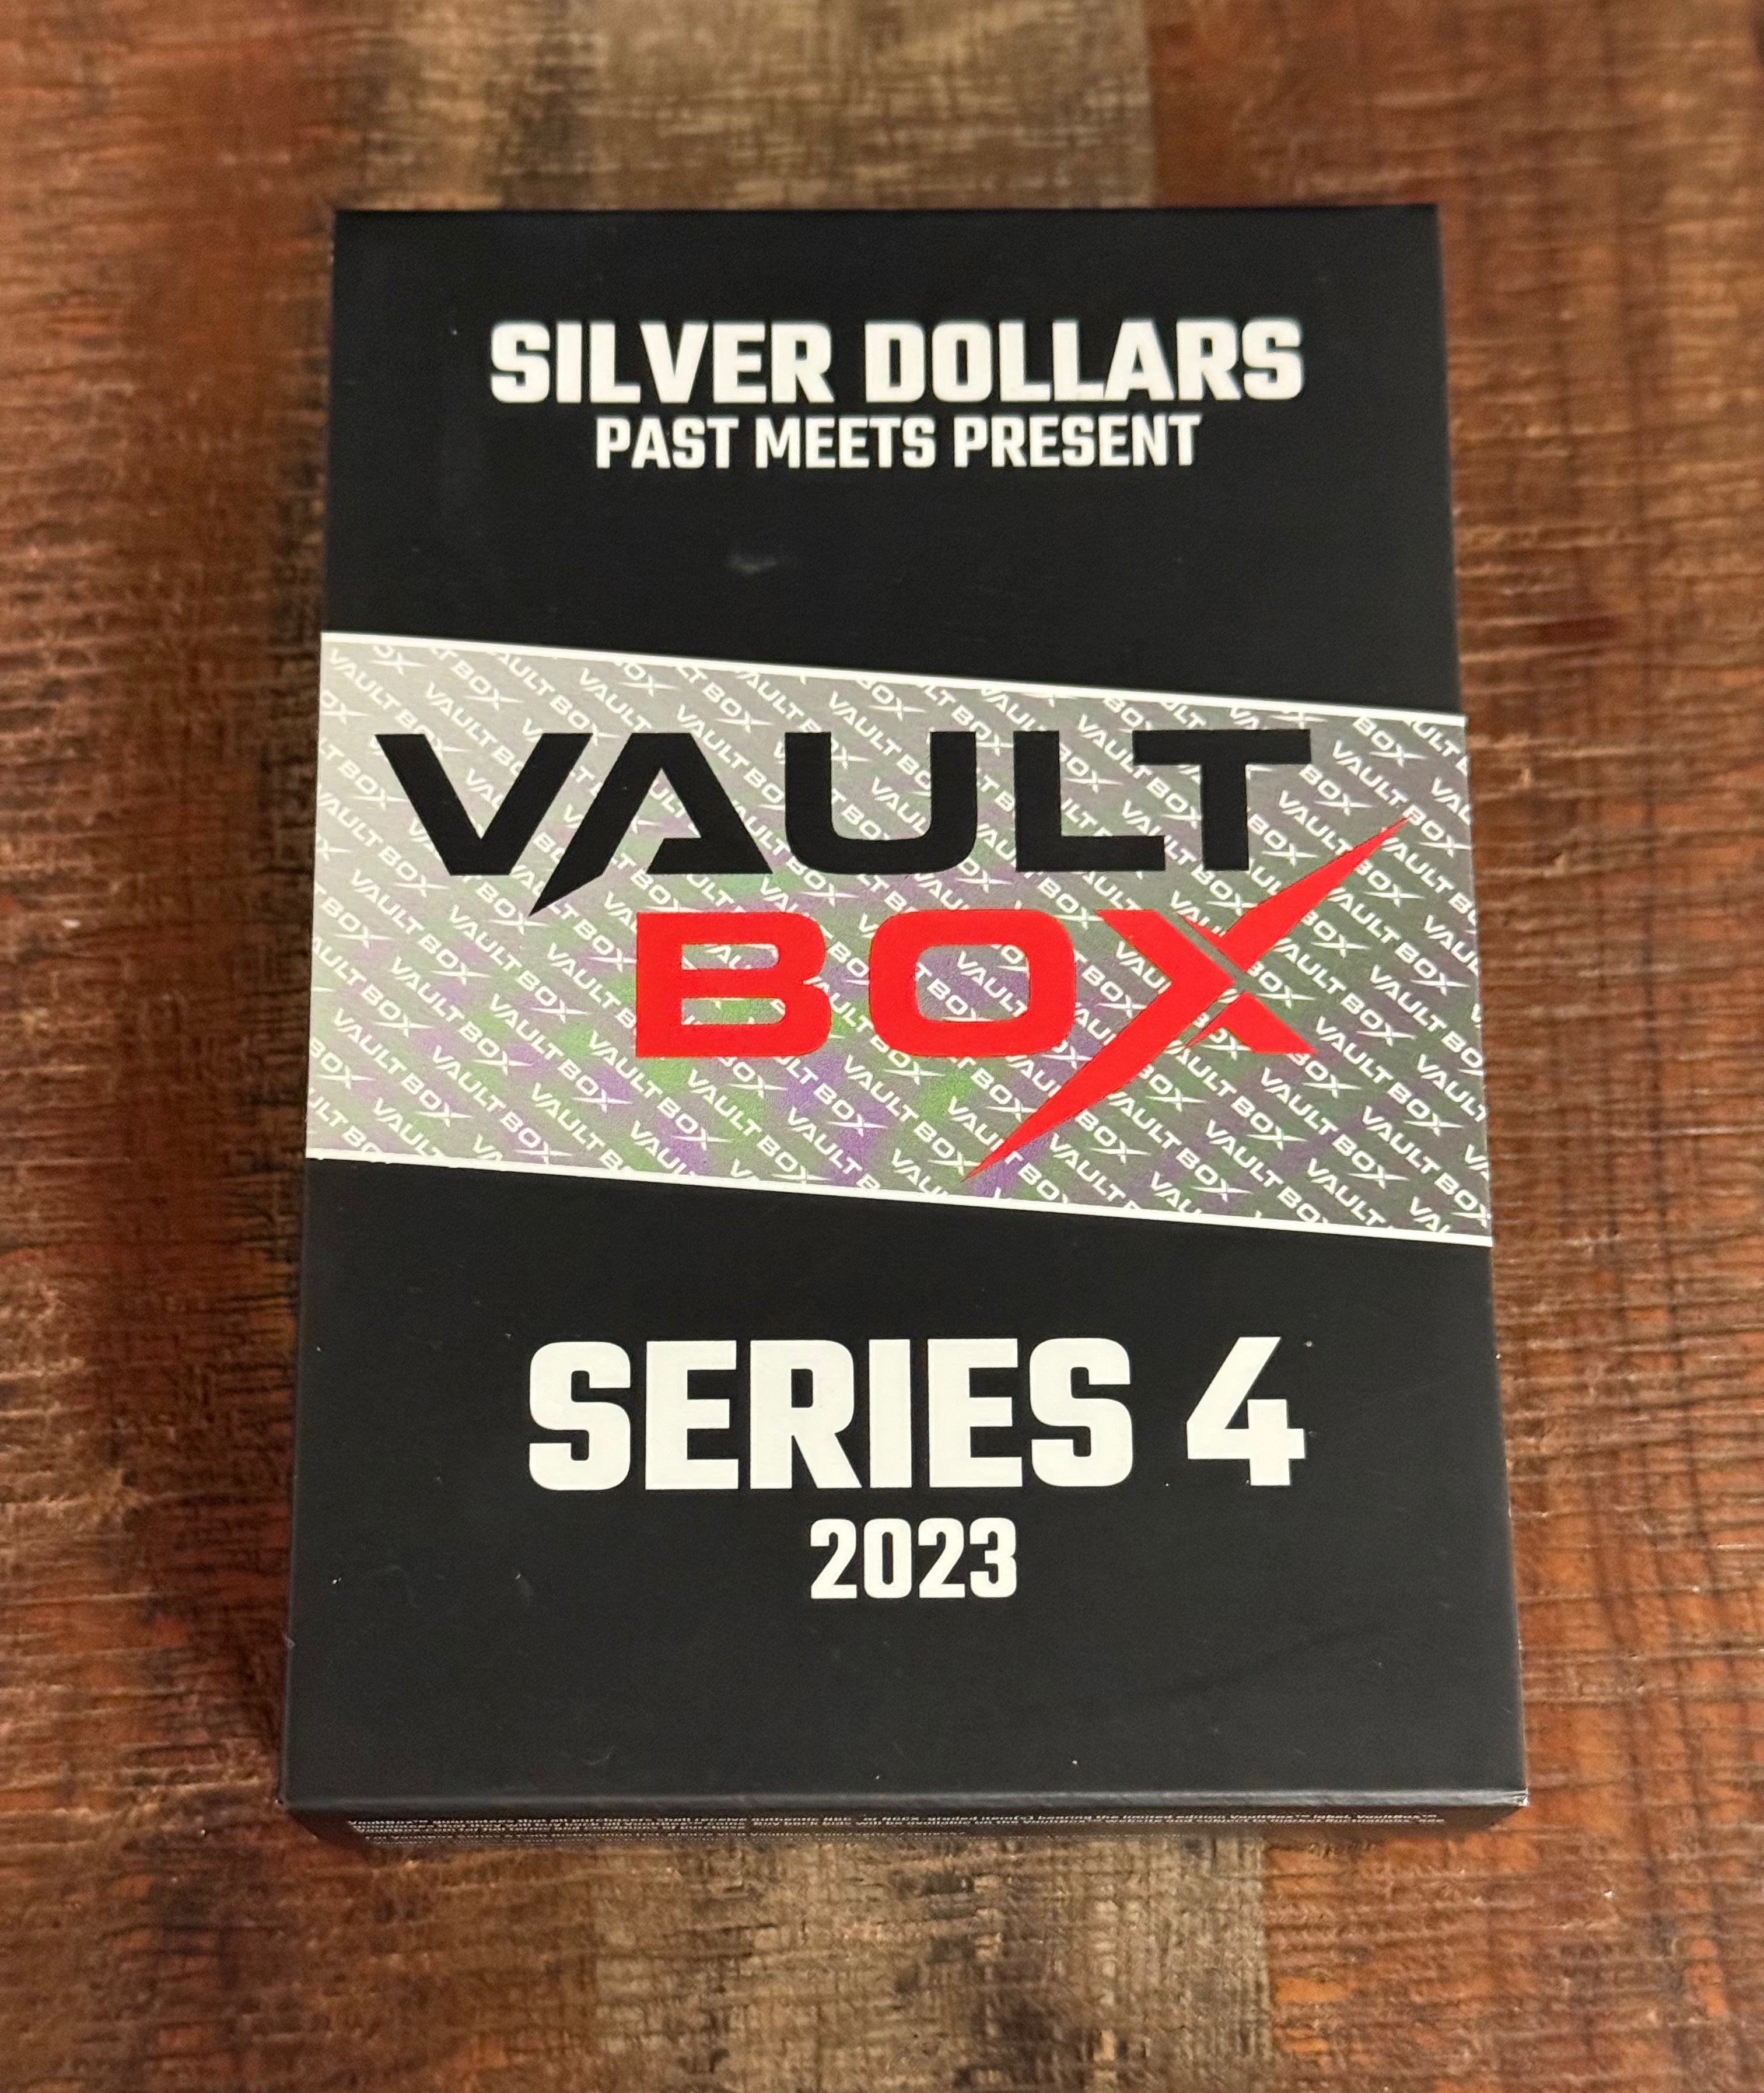 SILVER DOLLARS
PAST MEETS PRESENT
VAULT
BOX
SERIES 4
2023